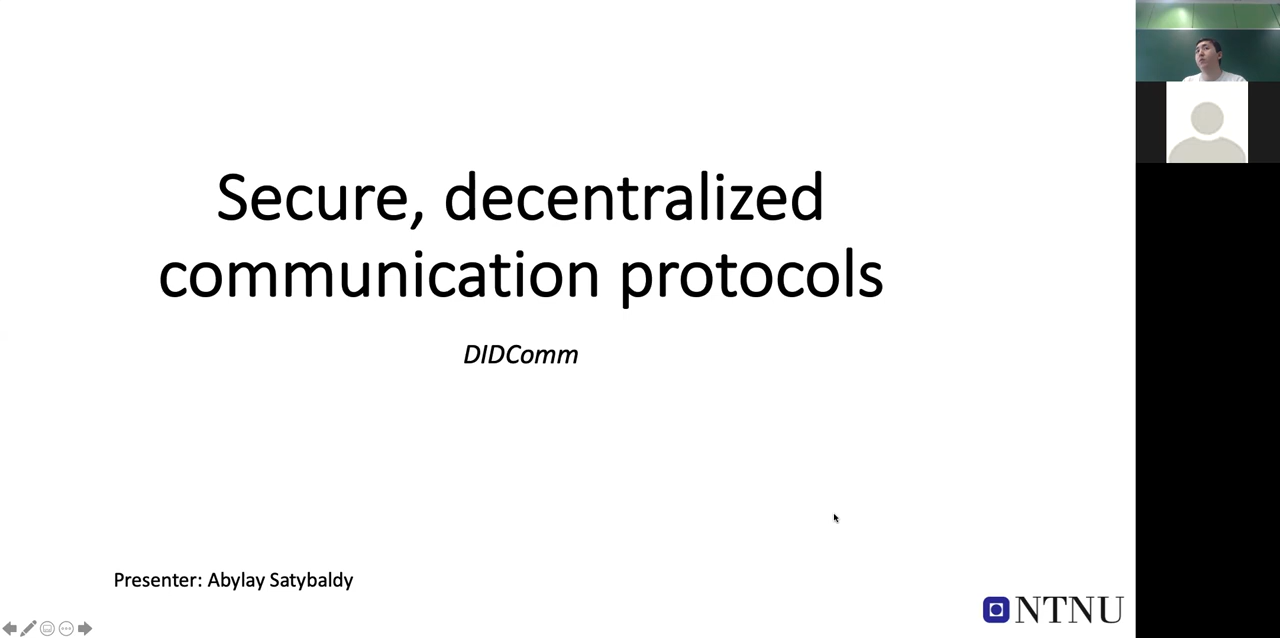 Secure, decentralized
communication protocols
DIDComm
Presenter: Abylay Satybaldy
NTNU